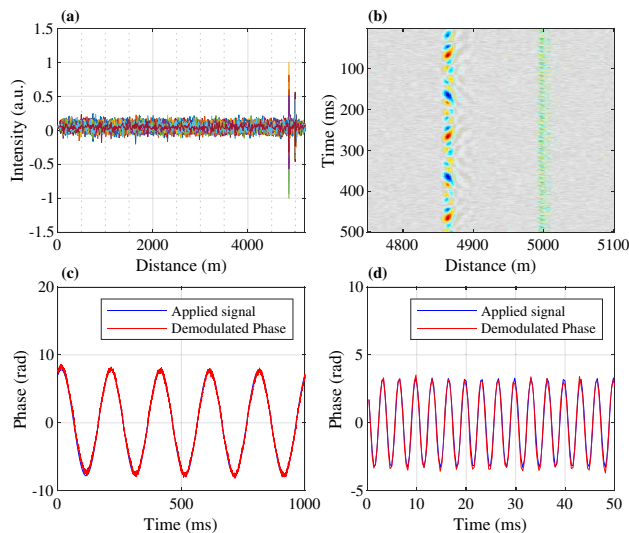 (a)
1.5
1
0.5
0
-0.5
-1
-1.5
Intensity (a.u.)
0
2000
4000
Distance (m)
(b)
100
200
300
400
500
Time (ms)
4800
4900
5000
5100
Distance (m)
(c)
20
10
0
-10
Phase (rad)
Applied signal
Demodulated Phase
0
500
1000
Time (ms)
(d)
10
5
0
-5
Phase (rad)
Applied signal
Demodulated Phase
0
10
20
30
40
50
Time (ms)